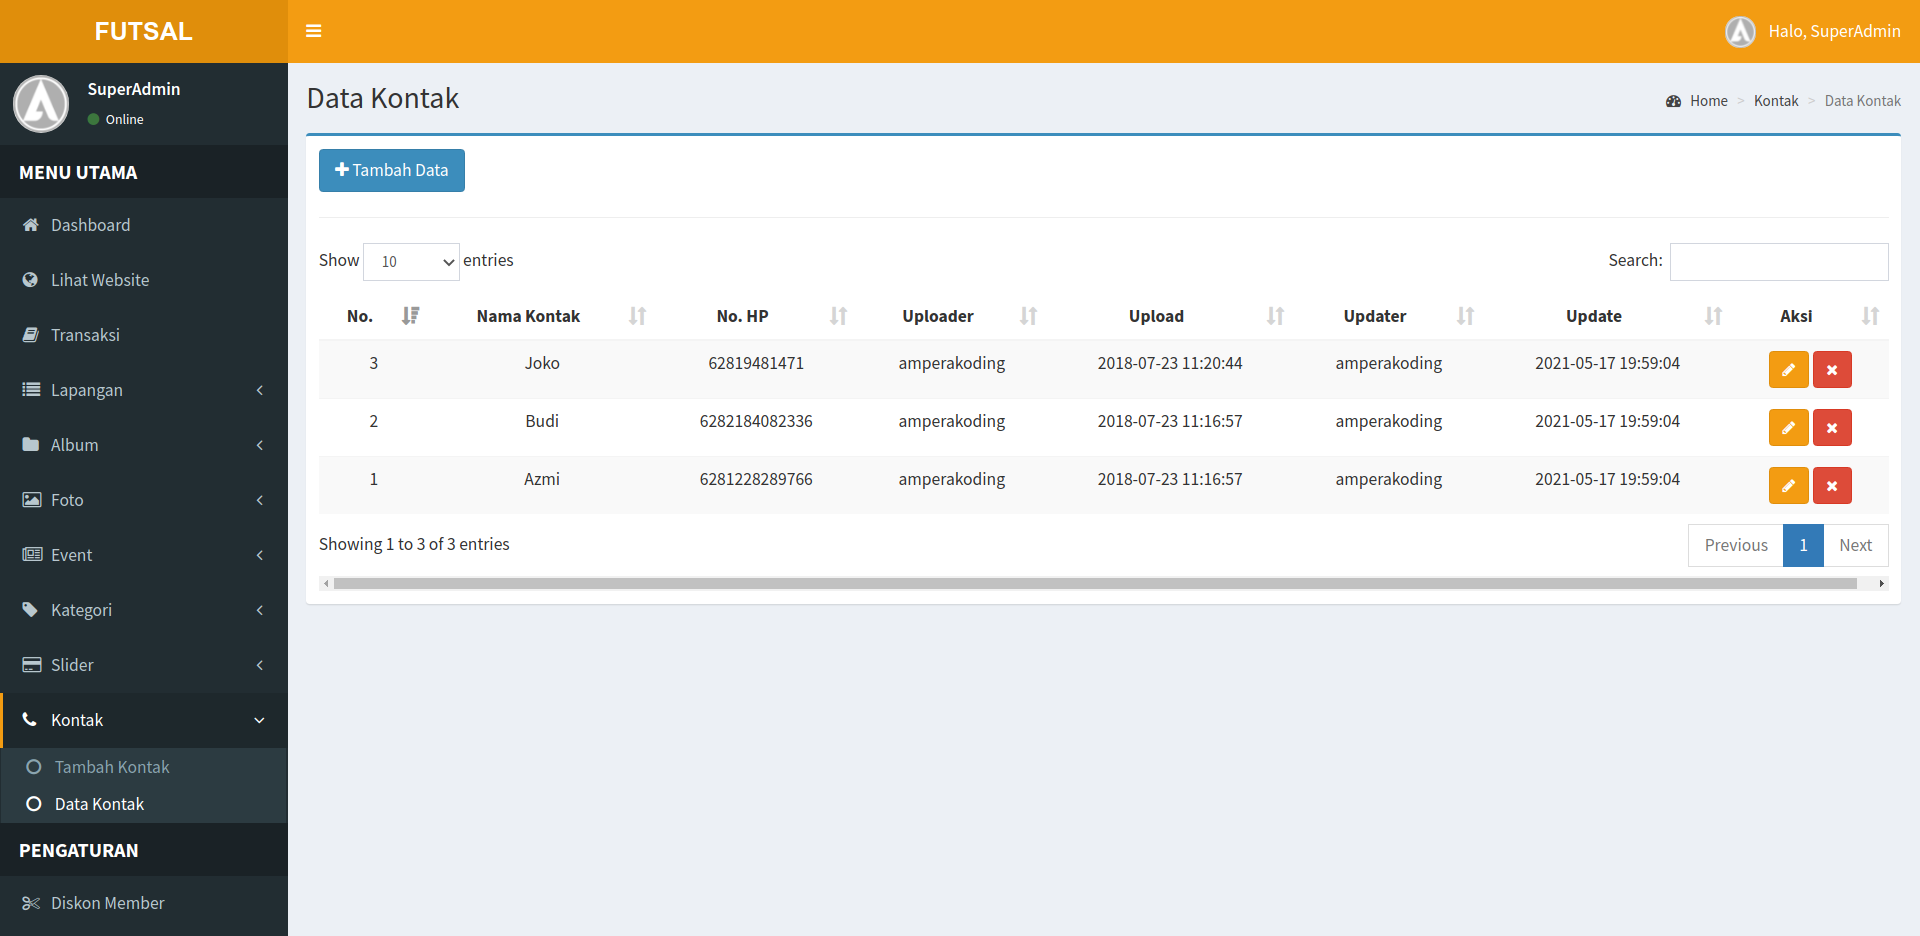 FUTSAL
Halo, SuperAdmin
SuperAdmin
Online
MENU UTAMA
Dashboard
Lihat Website
Transaksi
Lapangan
Album
Foto
Event
Kategori
Slider
Kontak
Tambah Kontak
Data Kontak
PENGATURAN
Diskon Member
Data Kontak
Home > Kontak > Data Kontak
Tambah Data
Show 10 entries
Search:
No. Nama Kontak No. HP Uploader Upload Updater Update Aksi
3 Joko 62819481471 amperakoding 2018-07-23 11:20:44 amperakoding 2021-05-17 19:59:04
2 Budi 6282184082336 amperakoding 2018-07-23 11:16:57 amperakoding 2021-05-17 19:59:04
1 Azmi 6281228289766 amperakoding 2018-07-23 11:16:57 amperakoding 2021-05-17 19:59:04
Showing 1 to 3 of 3 entries
Previous 1 Next